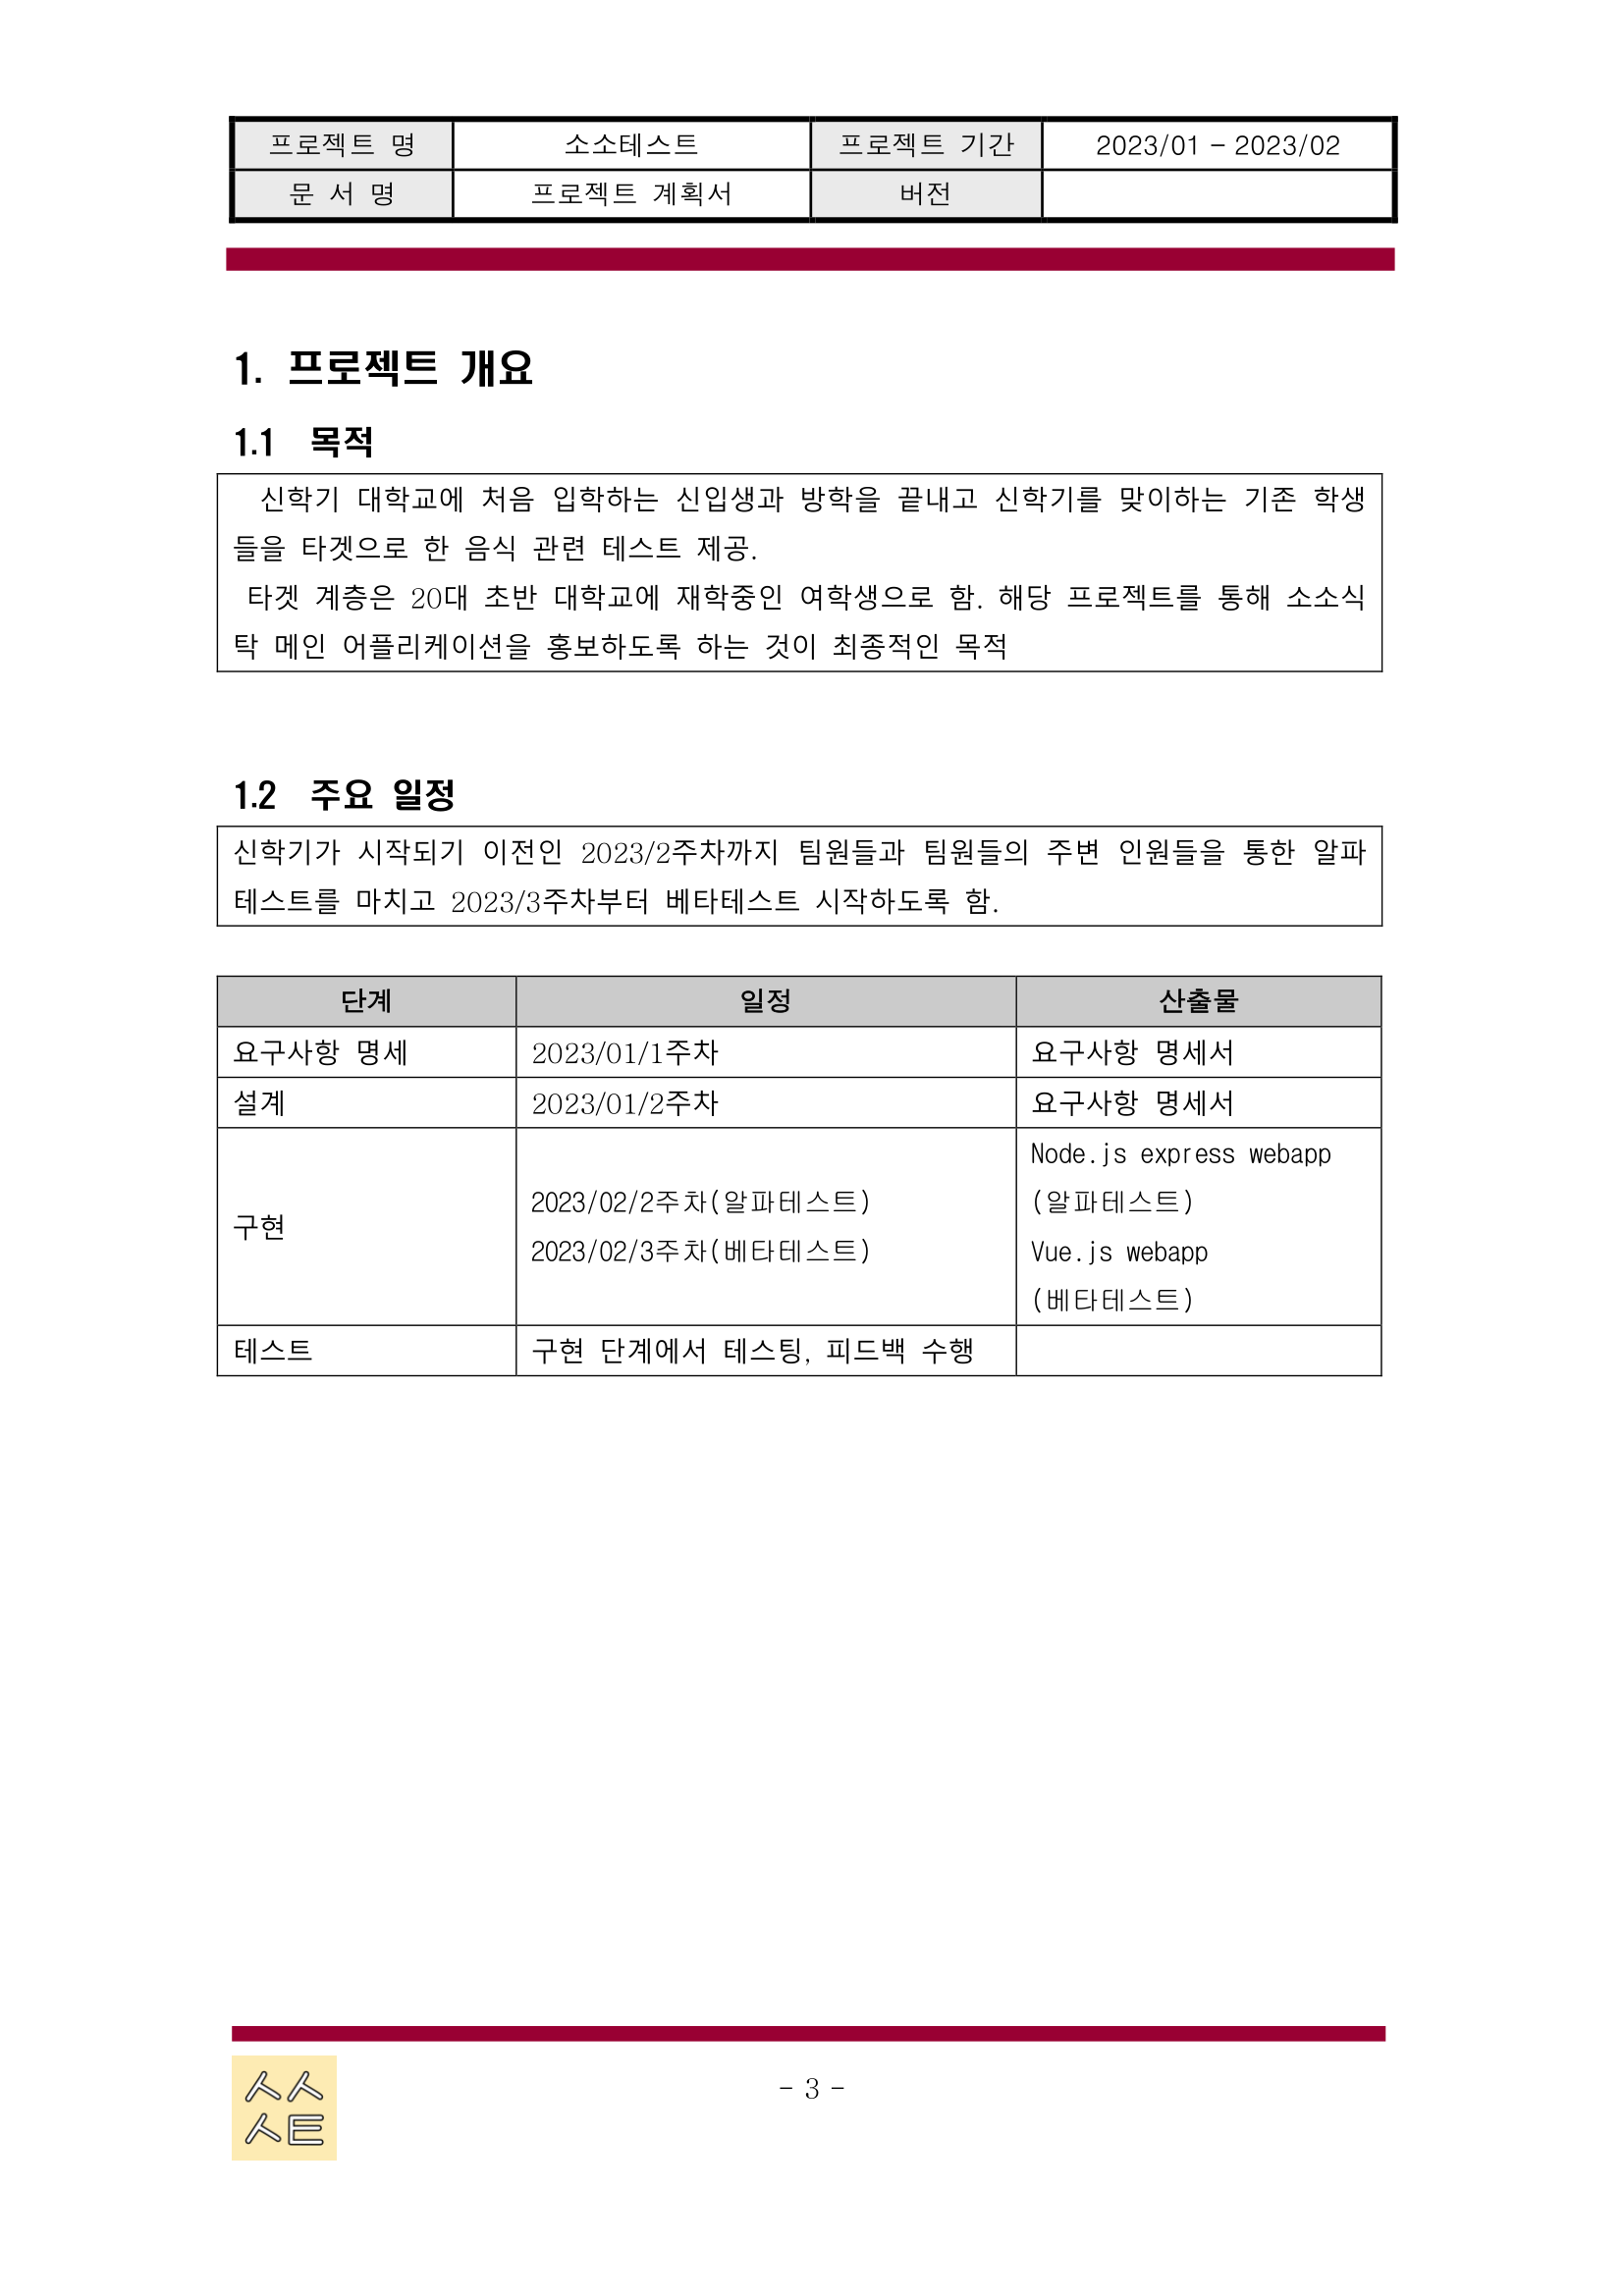 프로젝트 명 소소테스트 프로젝트 기간 2023/01 - 2023/02
문 서 명 프로젝트 계획서 버전
1. 프로젝트 개요
1.1 목적
신학기 대학교에 처음 입학하는 신입생과 방학을 끝내고 신학기를 맞이하는 기존 학생
들을 타겟으로 한 음식 관련 테스트 제공.
타겟 계층은 20대 초반 대학교에 재학중인 여학생으로 함. 해당 프로젝트를 통해 소소식
탁 메인 어플리케이션을 홍보하도록 하는 것이 최종적인 목적
1.2 주요 일정
신학기가 시작되기 이전인 2023/2주차까지 팀원들과 팀원들의 주변 인원들을 통한 알파
테스트를 마치고 2023/3주차부터 베타테스트 시작하도록 함.
단계 일정 산출물
요구사항 명세 2023/01/1주차 요구사항 명세서
설계 2023/01/2주차 요구사항 명세서
구현
2023/02/2주차(알파테스트)
2023/02/3주차(베타테스트)
Node.js express webapp
(알파테스트)
Vue.js webapp
(베타테스트)
테스트 구현 단계에서 테스팅, 피드백 수행
- 3 -
ㅅㅅ
ㅅㅌ